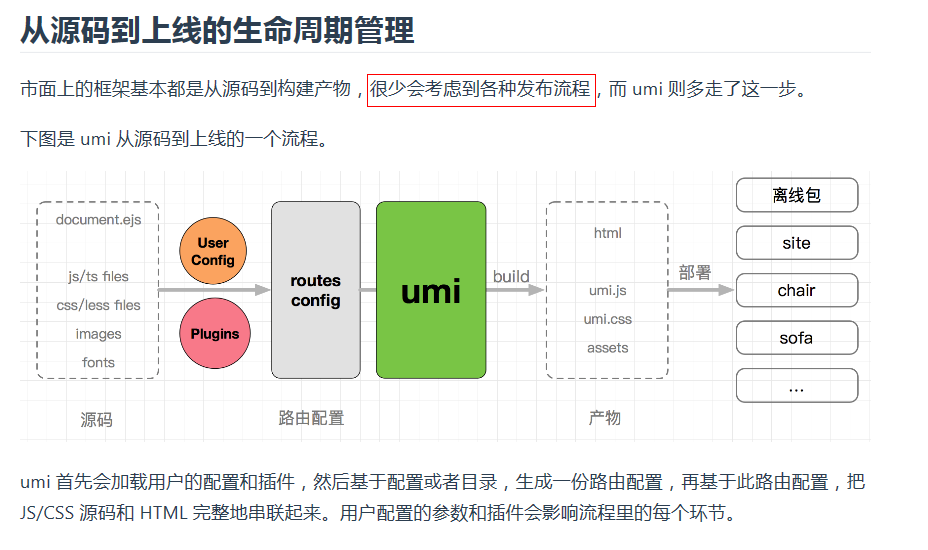 从源码到上线的生命周期管理
市面上的框架基本都是从源码到构建产物，很少会考虑到各种发布流程，而 umi 则多走了这一步。
下图是 umi 从源码到上线的一个流程。
document.ejs
js/ts files
css/less files
images
fonts
源码
User
Config
Plugins
routes
config
路由配置
umi
build
html
umi.js
umi.css
assets
产物
部署
离线包
site
chair
sofa
...
umi 首先会加载用户的配置和插件，然后基于配置或者目录，生成一份路由配置，再基于此路由配置，把
JS/CSS 源码和 HTML 完整地串联起来。用户配置的参数和插件会影响流程里的每个环节。